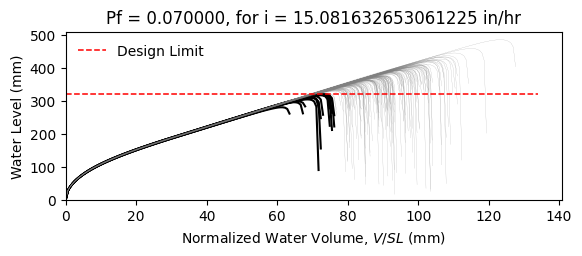 Pf = 0.070000, for i = 15.081632653061225 in/hr
Design Limit
Water Level (mm)
500
400
300
200
100
0
0 20 40 60 80 100 120 140
Normalized Water Volume, V/SL (mm)